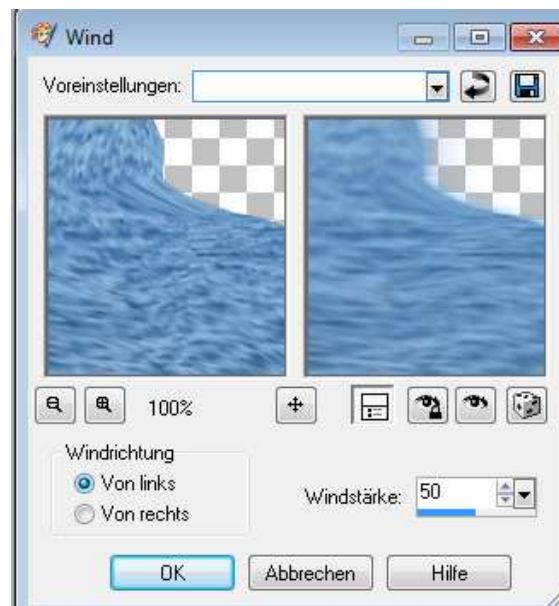 Wind
Voreinstellungen:
100%
Windrichtung
Von links
Von rechts
Windstärke: 50
OK Abbrechen Hilfe